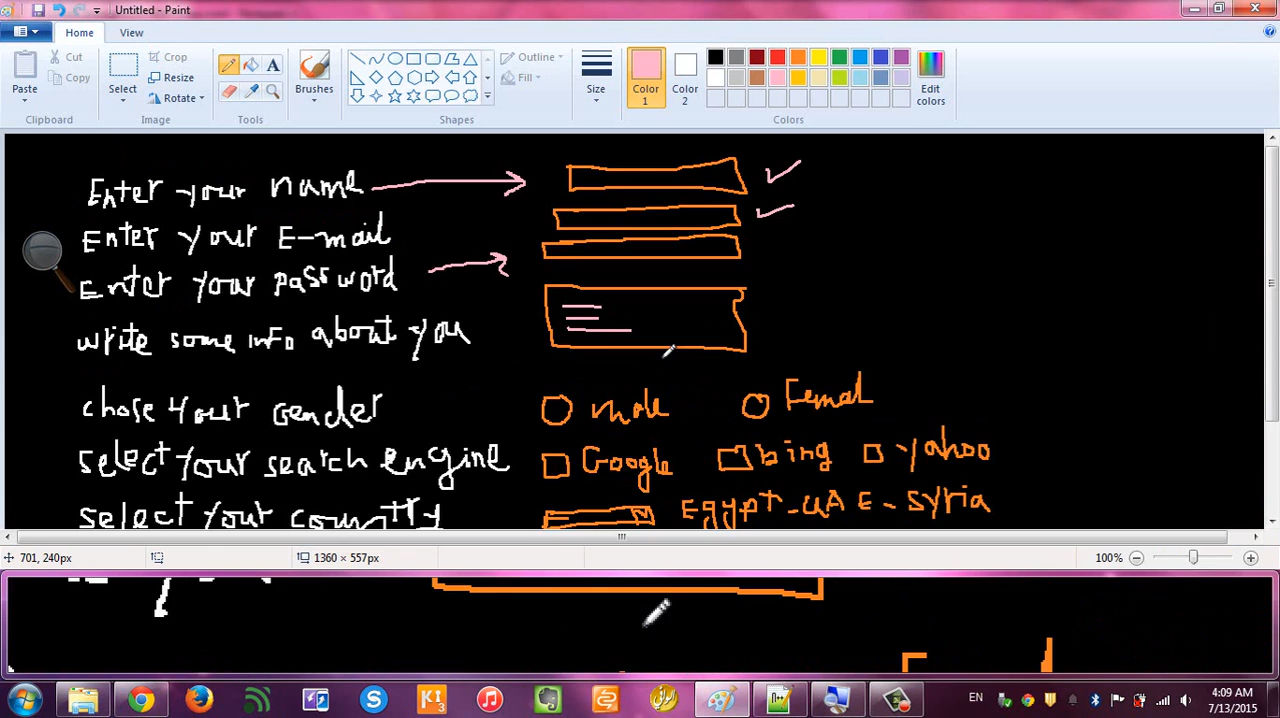 Untitled - Paint
Home View
Cut
Copy
Paste
Clipboard
Select
Crop
Resize
Rotate
Image
Tools
Brushes
Outline
Fill
Shapes
Size
Color 1
Color 2
Edit colors
Colors
Enter your name
Enter your E-mail
Enter your password
write some info about you
chose your Gender male Femal
select your search engine Google bing yahoo
select your country Egypt - UAE - Syria
701, 240px 1360 × 557px 100%
EN 4:09 AM
7/13/2015